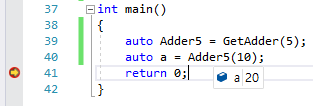 37 int main()
38 {
39 auto Adder5 = GetAdder(5);
40 auto a = Adder5(10);
41 return 0;
a 20
42 }